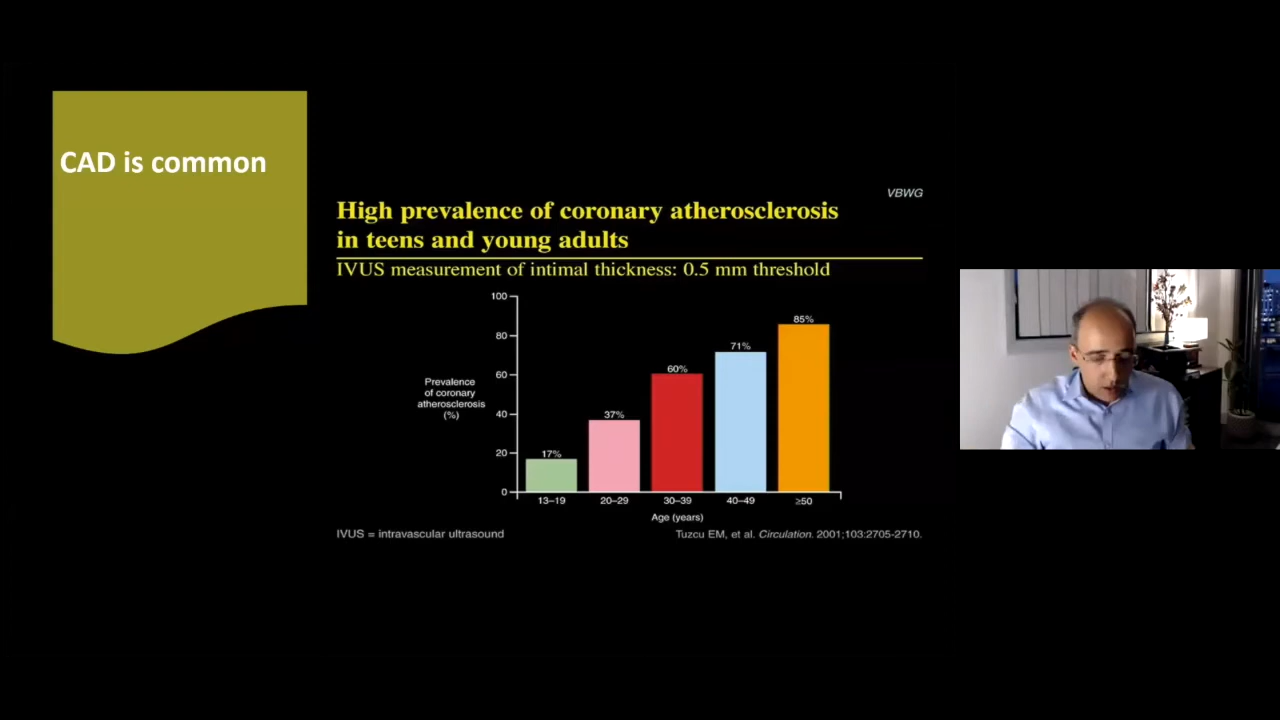 CAD is common
VBWG
High prevalence of coronary atherosclerosis
in teens and young adults
IVUS measurement of intimal thickness: 0.5 mm threshold
Prevalence
of coronary
atherosclerosis
(%)
100
80
60
40
20
0
17%
37%
60%
71%
85%
13–19
20–29
30–39
40–49
≥50
Age (years)
IVUS = intravascular ultrasound
Tuzcu EM, et al. Circulation. 2001;103:2705-2710.